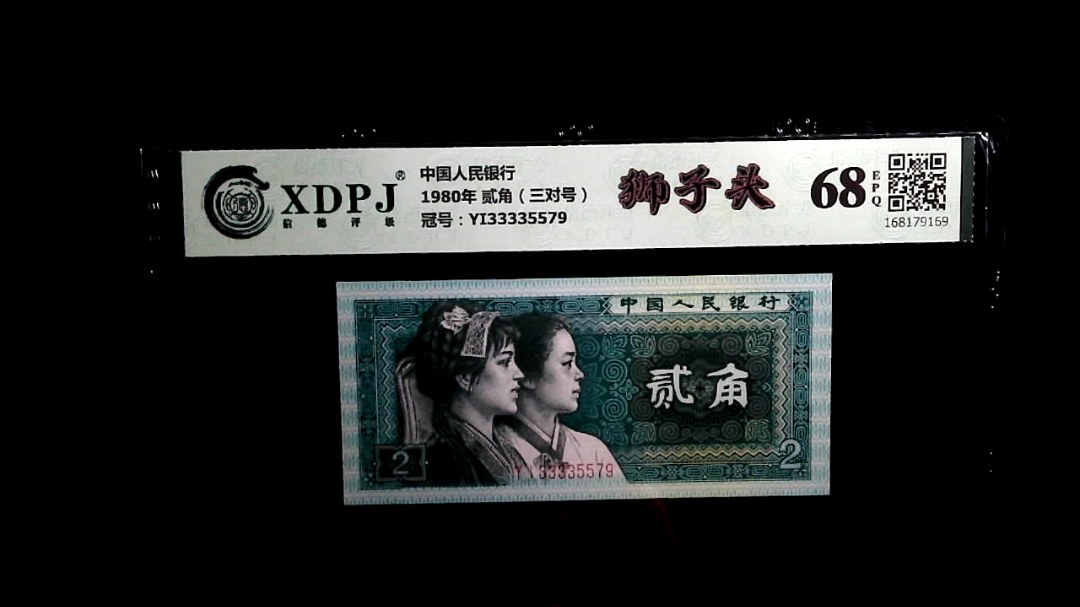 XDPJ®
信德评级
中国人民银行
1980年 贰角（三对号）
冠号：YI33335579
狮子头
68
EPQ
168179169
中国人民银行
贰角
2
2
YI33335579